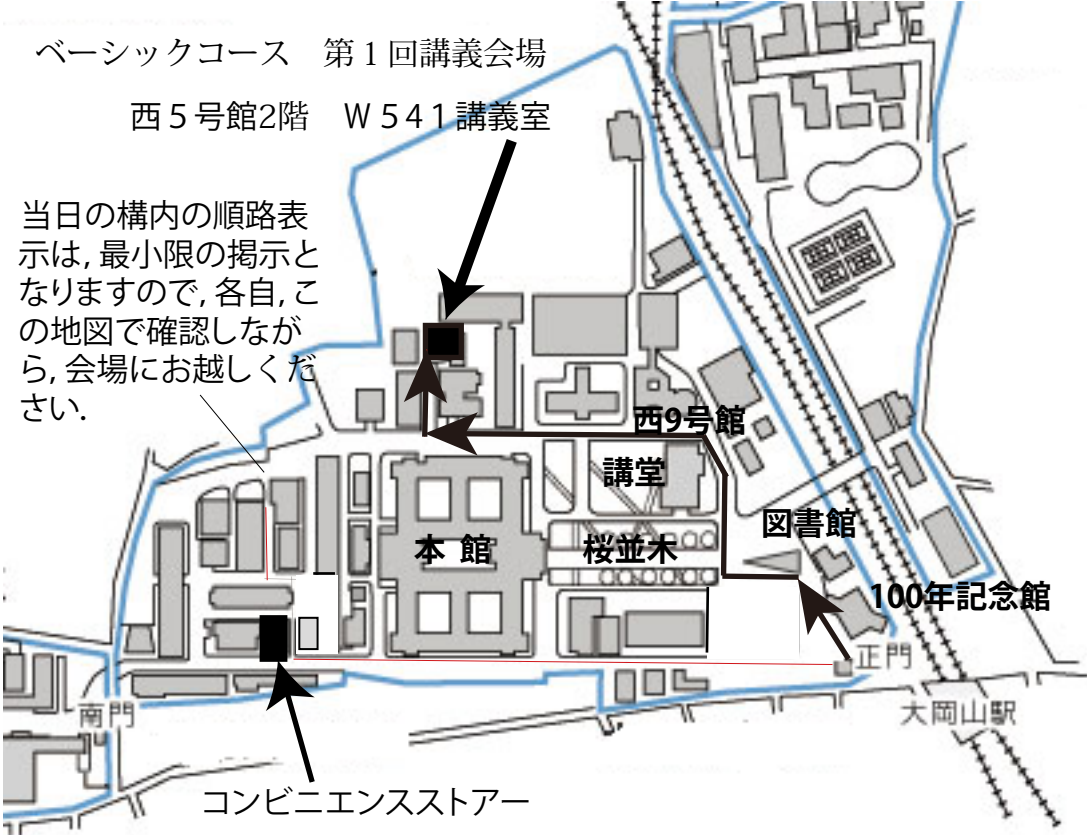 ベーシックコース　第1回講義会場
西５号館2階　Ｗ５４１講義室
当日の構内の順路表
示は, 最小限の掲示と
なりますので, 各自, こ
の地図で確認しなが
ら, 会場にお越しくだ
さい.
西9号館
講堂
図書館
本 館
桜並木
100年記念館
正門
南門
大岡山駅
コンビニエンスストアー